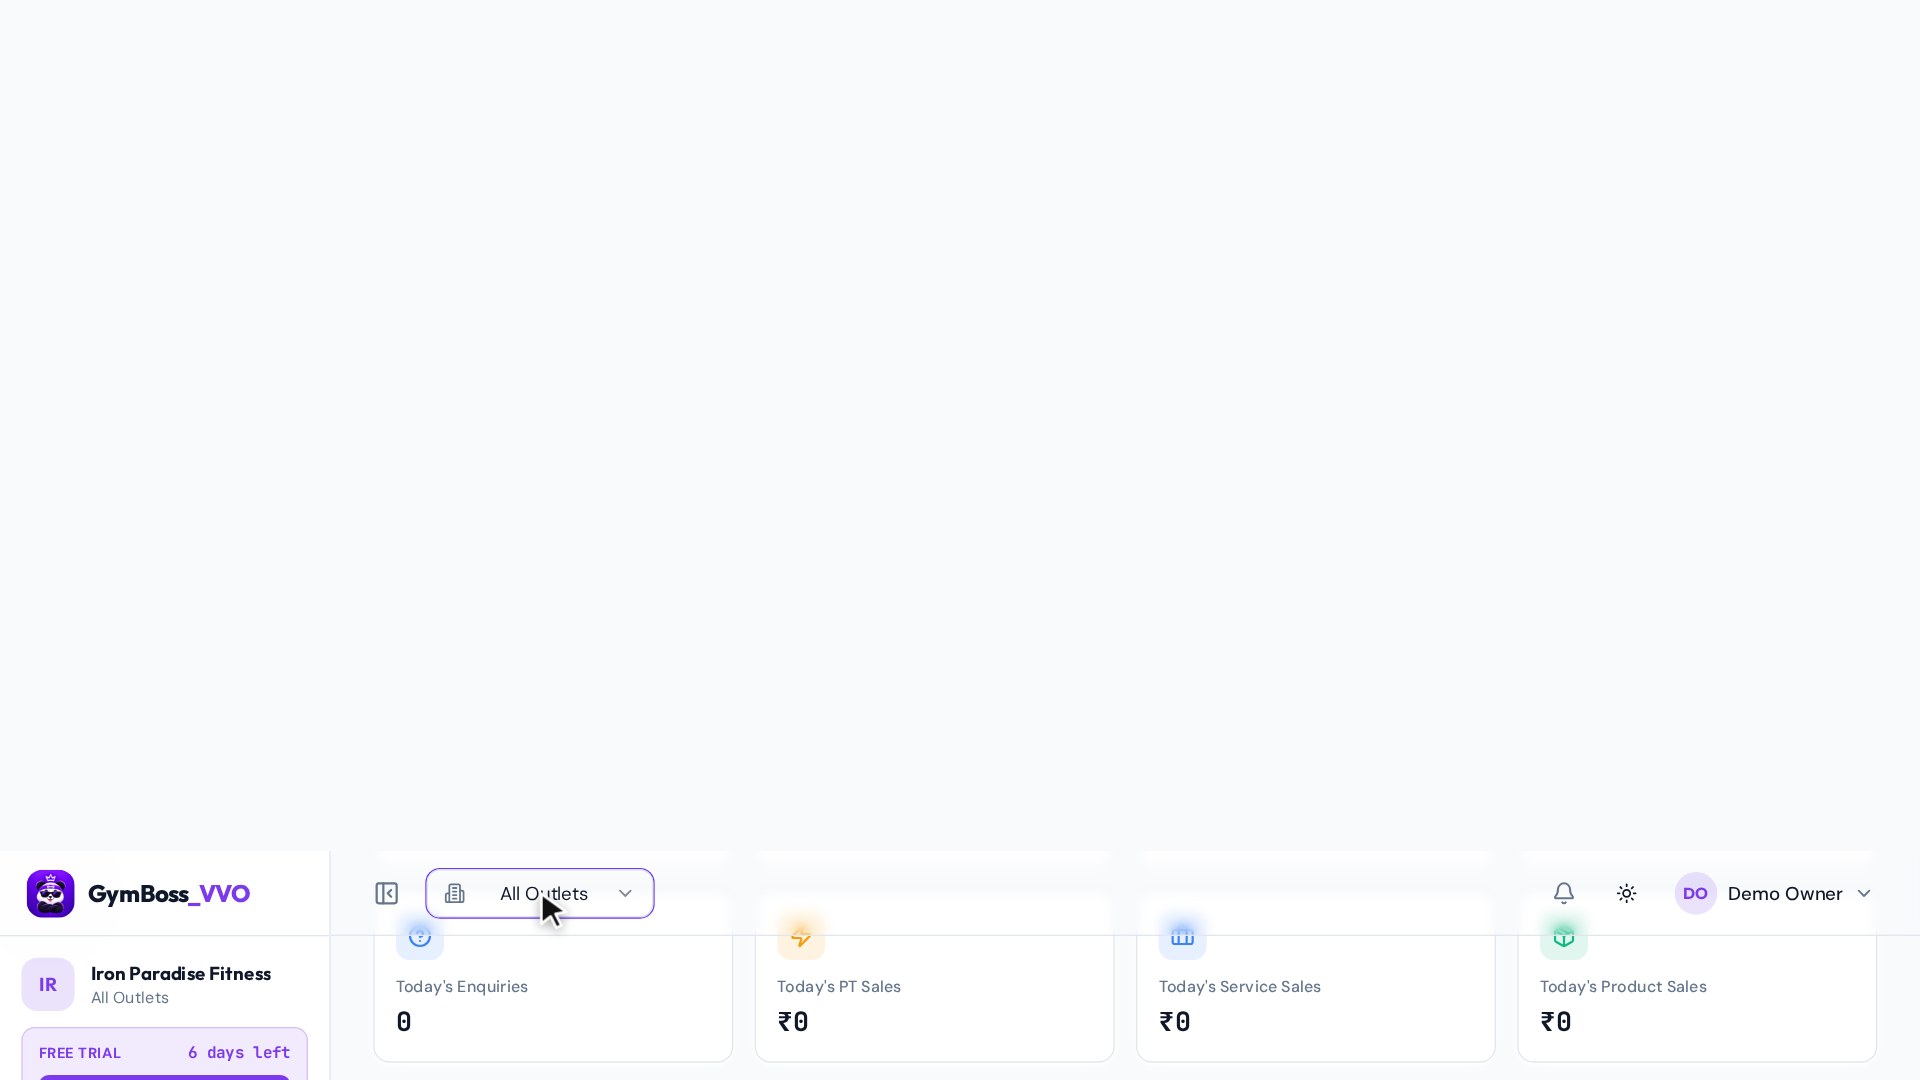 GymBoss_VVO
All Outlets
DO
Demo Owner
IR
Iron Paradise Fitness
All Outlets
FREE TRIAL
6 days left
Today's Enquiries
0
Today's PT Sales
₹0
Today's Service Sales
₹0
Today's Product Sales
₹0